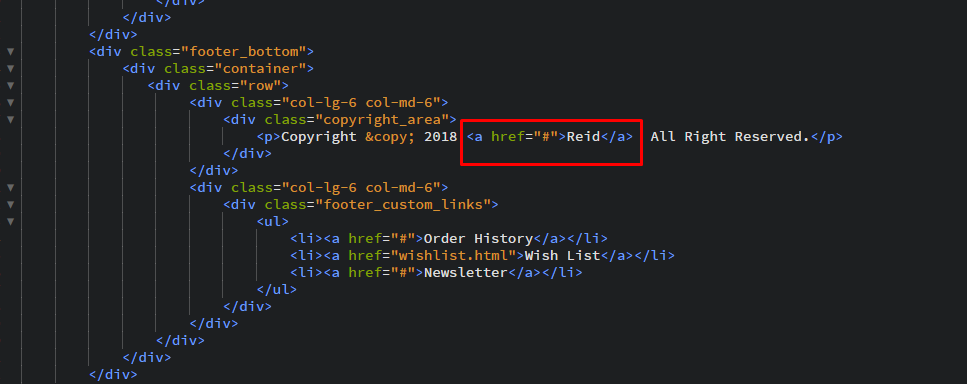 </div>
</div>
</div>
<div class="footer_bottom">
<div class="container">
<div class="row">
<div class="col-lg-6 col-md-6">
<div class="copyright_area">
<p>Copyright &copy; 2018 <a href="#">Reid</a>  All Right Reserved.</p>
</div>
</div>
<div class="col-lg-6 col-md-6">
<div class="footer_custom_links">
<ul>
<li><a href="#">Order History</a></li>
<li><a href="wishlist.html">Wish List</a></li>
<li><a href="#">Newsletter</a></li>
</ul>
</div>
</div>
</div>
</div>
</div>